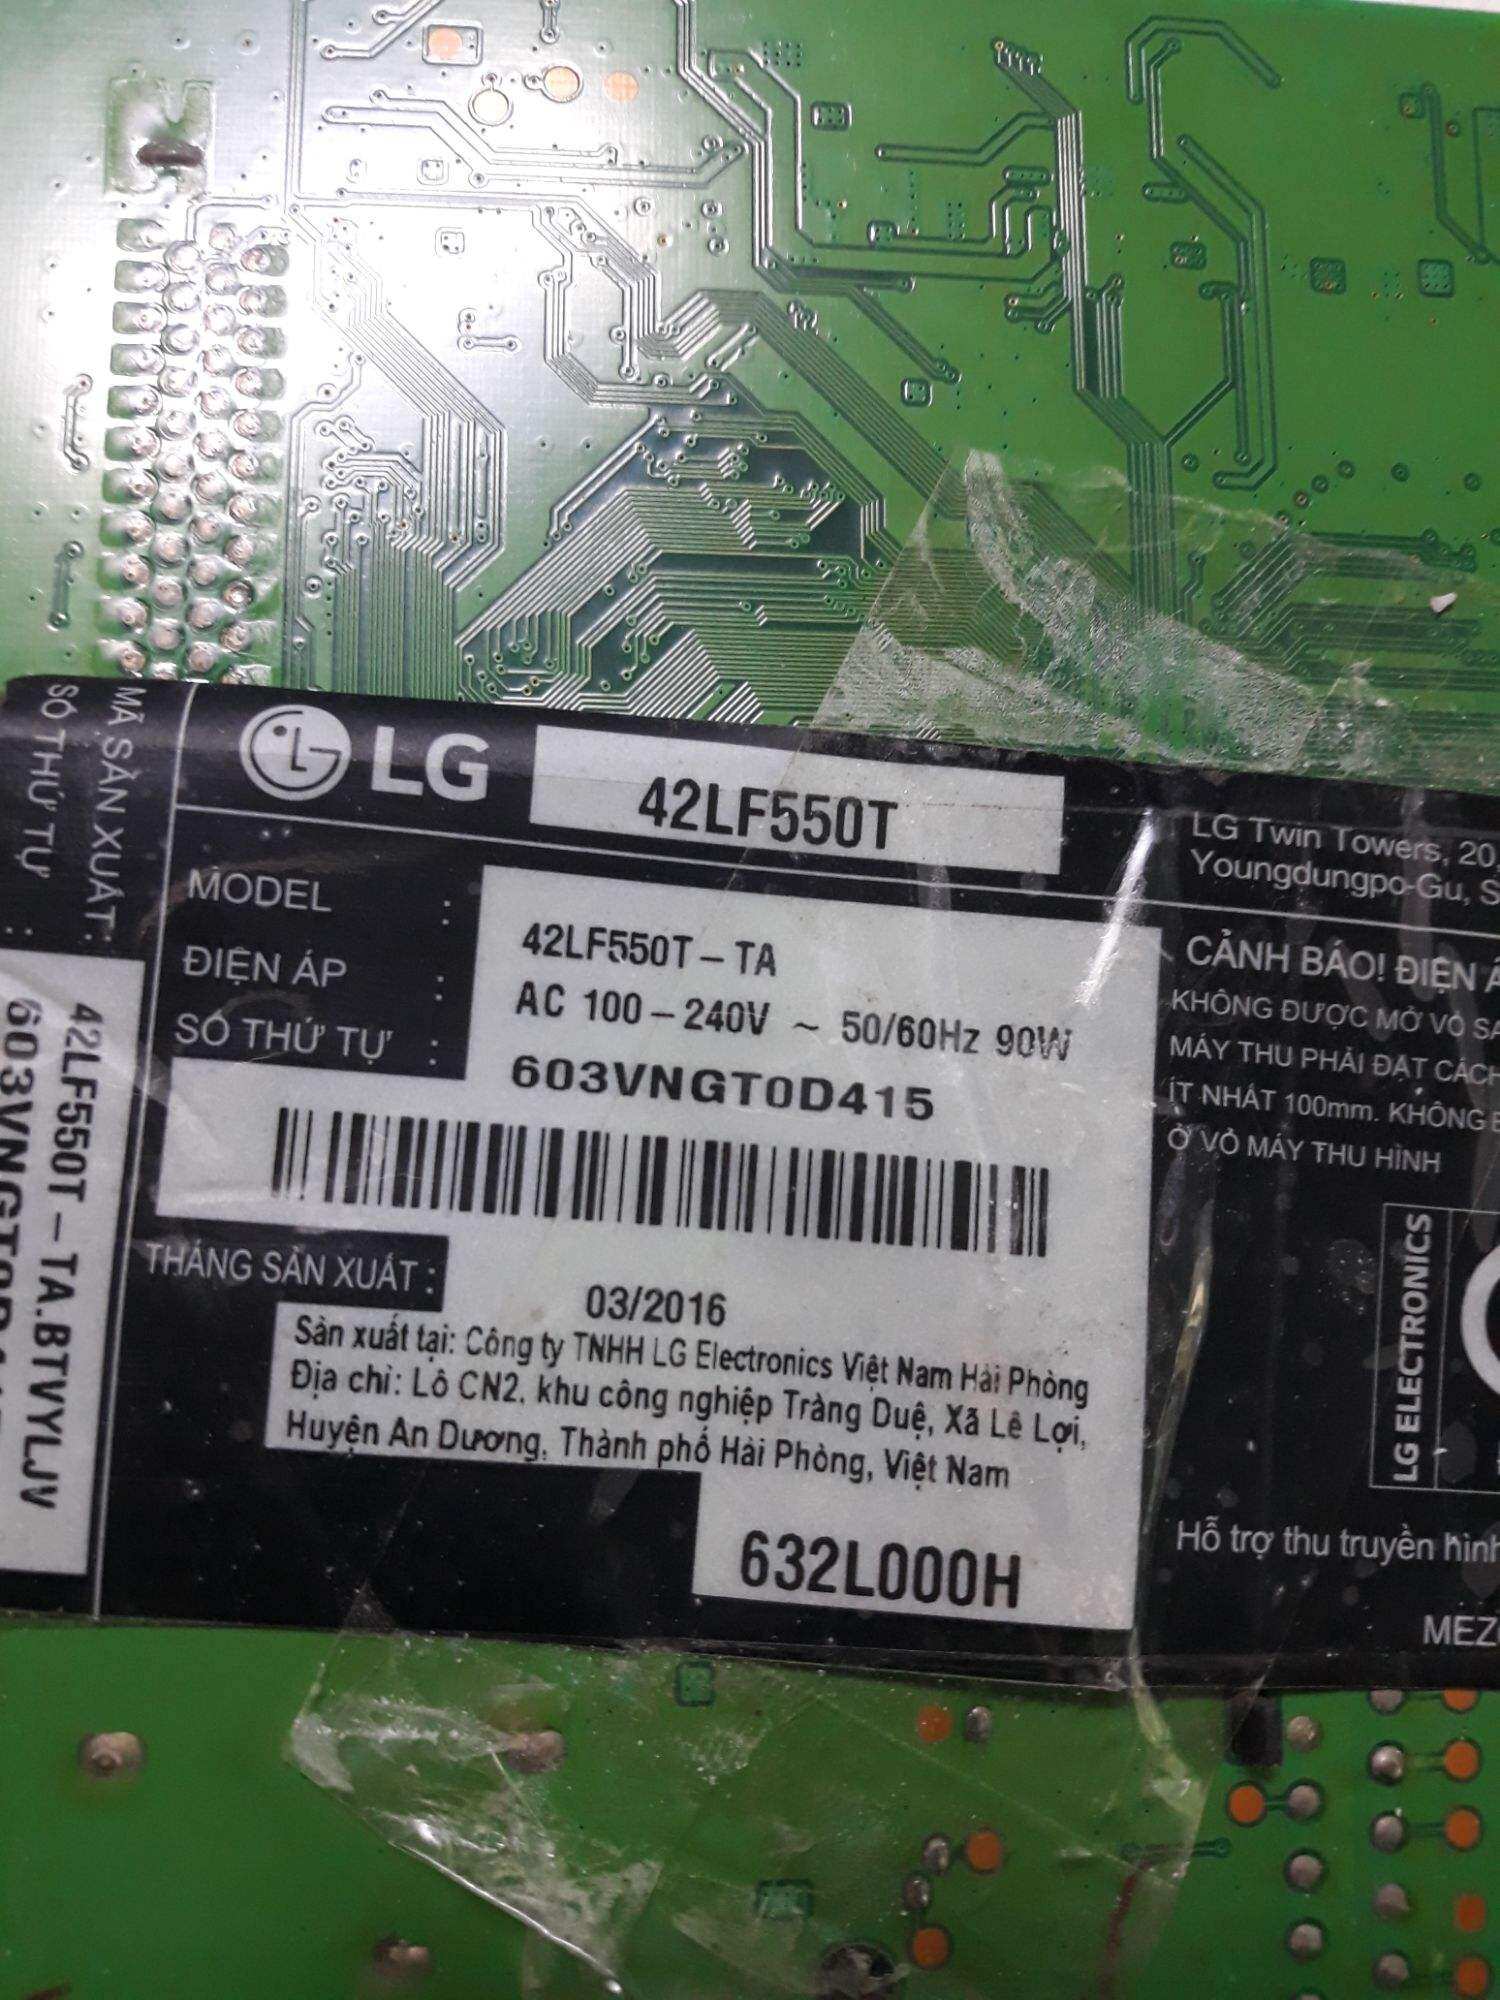 MÃ SẢN XUẤT:
SỐ THỨ TỰ :
42LF550T – TA.BTVYLJV
LG
42LF550T
LG Twin Towers, 20,
Youngdungpo-Gu, S
MODEL : 42LF550T – TA
ĐIỆN ÁP : AC 100 – 240V ~ 50/60Hz 90W
SỐ THỨ TỰ : 603VNGT0D415
CẢNH BÁO! ĐIỆN Á
KHÔNG ĐƯỢC MỞ VỎ SA
MÁY THU PHẢI ĐẠT CÁCH
ÍT NHẤT 100mm. KHÔNG
Ở VỎ MÁY THU HÌNH
THÁNG SẢN XUẤT : 03/2016
Sản xuất tại: Công ty TNHH LG Electronics Việt Nam Hải Phòng
Địa chỉ: Lô CN2, khu công nghiệp Tràng Duệ, Xã Lê Lợi,
Huyện An Dương, Thành phố Hải Phòng, Việt Nam
632L000H
LG ELECTRONICS
Hỗ trợ thu truyền hình
MEZ